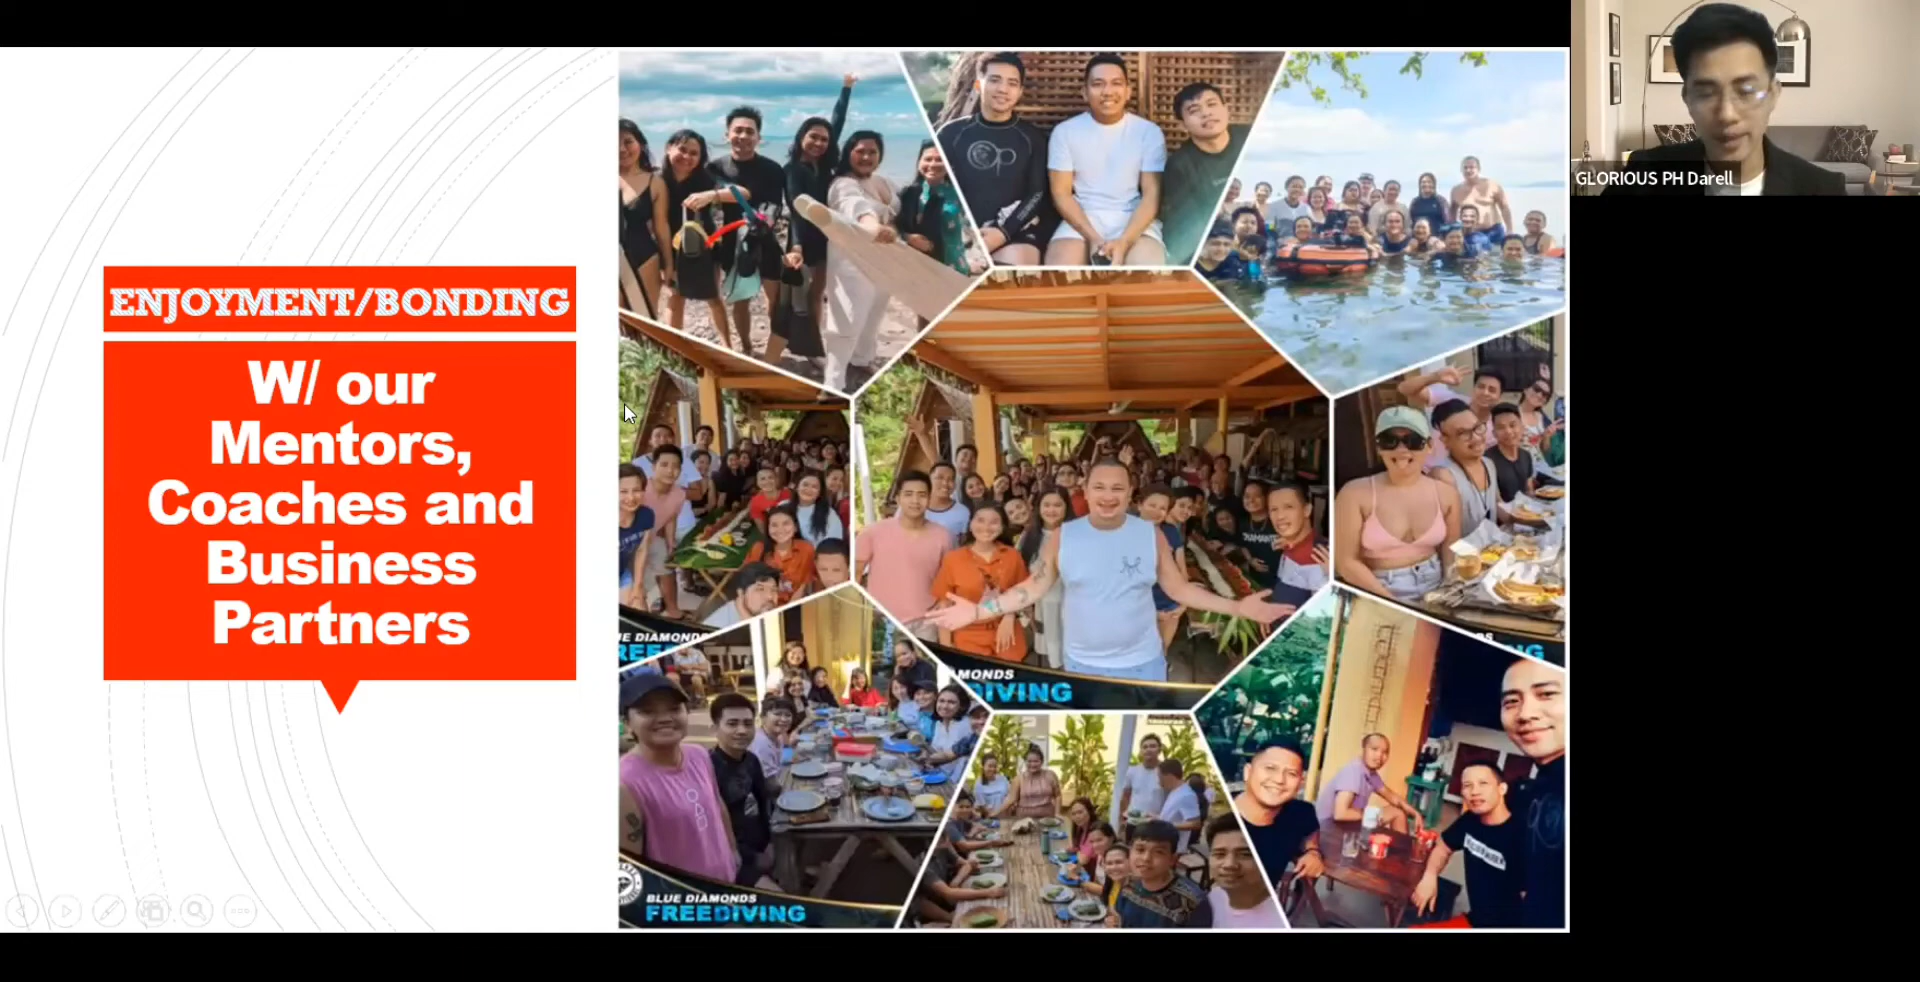 ENJOYMENT/BONDING
W/ our
Mentors,
Coaches and
Business
Partners
GLORIOUS PH Darell
BLUE DIAMONDS
FREEDIVING